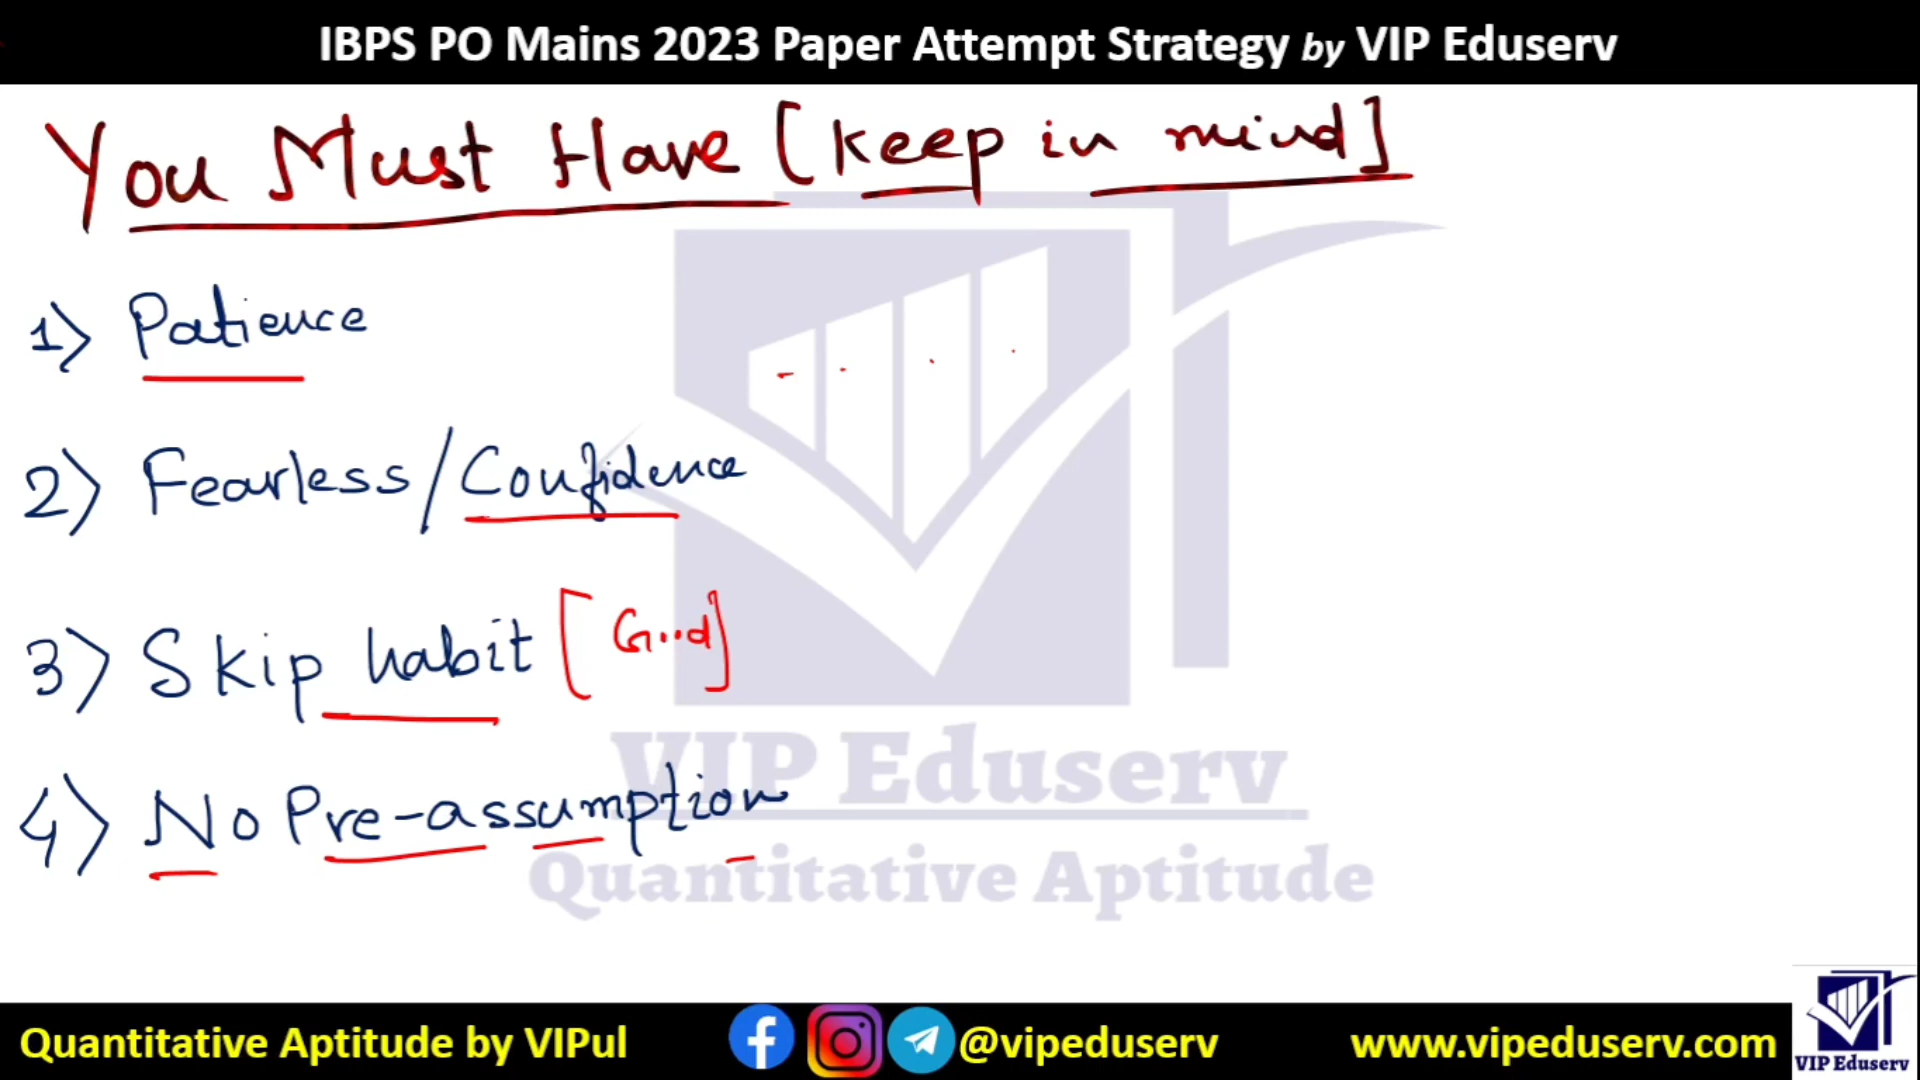 IBPS PO Mains 2023 Paper Attempt Strategy by VIP Eduserv
You Must Have [Keep in mind]
1) Patience
2) Fearless/Confidence
3) Skip habit [Good]
4) No Pre-assumption
VIP Eduserv
Quantitative Aptitude
Quantitative Aptitude by VIPul
@vipeduserv
www.vipeduserv.com
VIP Eduserv